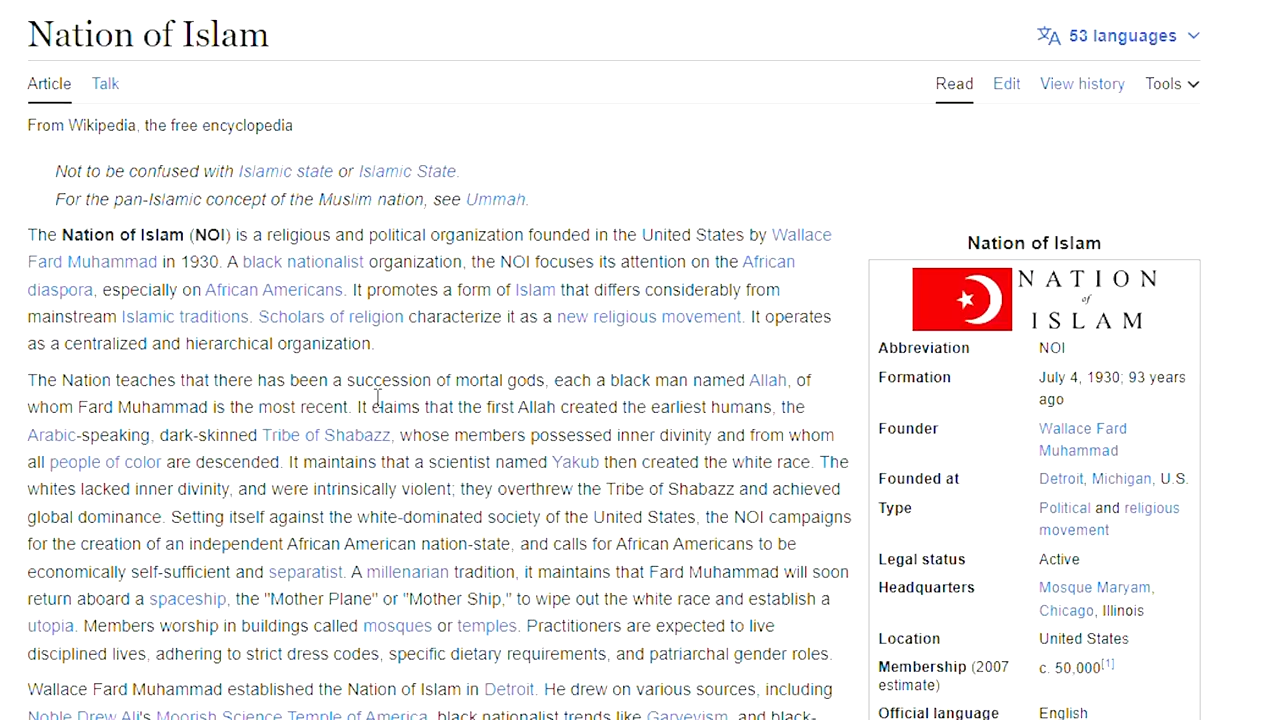 Nation of Islam
53 languages
Article Talk
Read Edit View history Tools
From Wikipedia, the free encyclopedia
Not to be confused with Islamic state or Islamic State.
For the pan-Islamic concept of the Muslim nation, see Ummah.
The Nation of Islam (NOI) is a religious and political organization founded in the United States by Wallace
Fard Muhammad in 1930. A black nationalist organization, the NOI focuses its attention on the African
diaspora, especially on African Americans. It promotes a form of Islam that differs considerably from
mainstream Islamic traditions. Scholars of religion characterize it as a new religious movement. It operates
as a centralized and hierarchical organization.
The Nation teaches that there has been a succession of mortal gods, each a black man named Allah, of
whom Fard Muhammad is the most recent. It claims that the first Allah created the earliest humans, the
Arabic-speaking, dark-skinned Tribe of Shabazz, whose members possessed inner divinity and from whom
all people of color are descended. It maintains that a scientist named Yakub then created the white race. The
whites lacked inner divinity, and were intrinsically violent; they overthrew the Tribe of Shabazz and achieved
global dominance. Setting itself against the white-dominated society of the United States, the NOI campaigns
for the creation of an independent African American nation-state, and calls for African Americans to be
economically self-sufficient and separatist. A millenarian tradition, it maintains that Fard Muhammad will soon
return aboard a spaceship, the "Mother Plane" or "Mother Ship," to wipe out the white race and establish a
utopia. Members worship in buildings called mosques or temples. Practitioners are expected to live
disciplined lives, adhering to strict dress codes, specific dietary requirements, and patriarchal gender roles.
Wallace Fard Muhammad established the Nation of Islam in Detroit. He drew on various sources, including
Noble Drew Ali's Moorish Science Temple of America, black nationalist trends like Garveyism, and black-
Nation of Islam
NATION
of
ISLAM
Abbreviation NOI
Formation July 4, 1930; 93 years
ago
Founder Wallace Fard
Muhammad
Founded at Detroit, Michigan, U.S.
Type Political and religious
movement
Legal status Active
Headquarters Mosque Maryam,
Chicago, Illinois
Location United States
Membership (2007 c. 50,000[1]
estimate)
Official language English